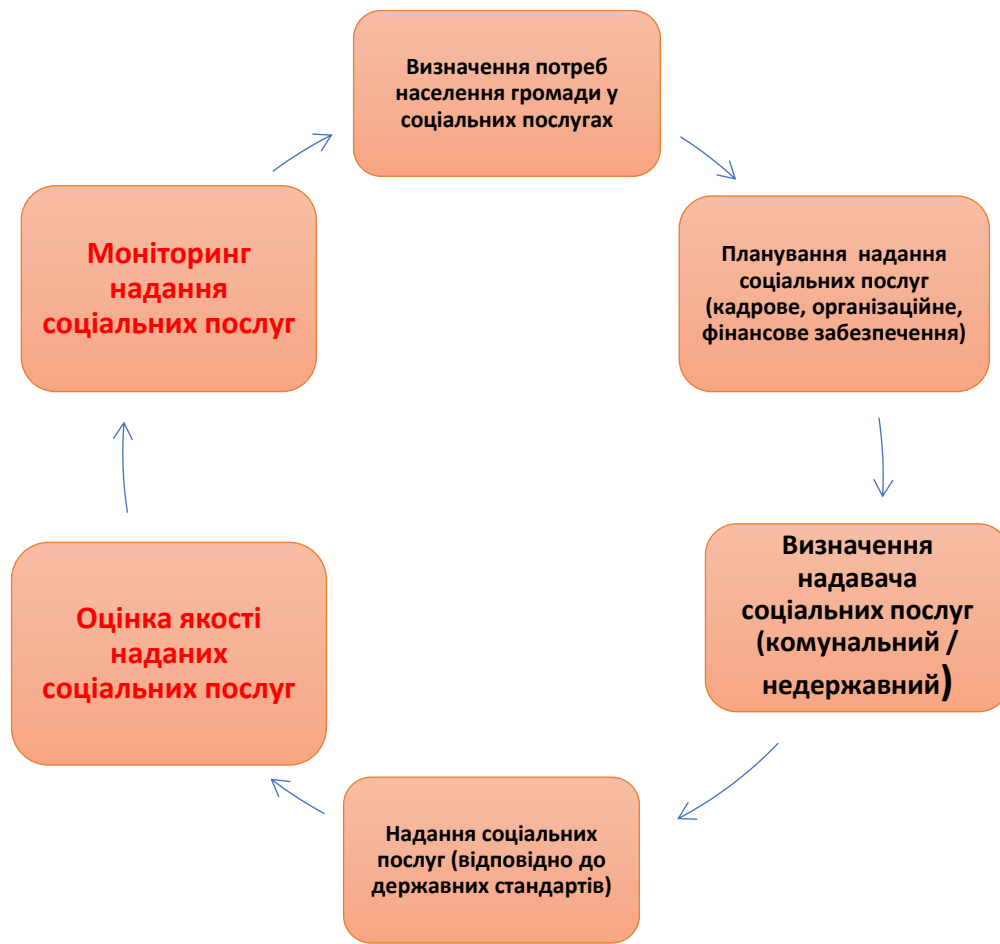 Визначення потреб
населення громади у
соціальних послугах
Планування надання
соціальних послуг
(кадрове, організаційне,
фінансове забезпечення)
Визначення
надавача
соціальних послуг
(комунальний /
недержавний)
Надання соціальних
послуг (відповідно до
державних стандартів)
Оцінка якості
наданих
соціальних послуг
Моніторинг
надання
соціальних послуг